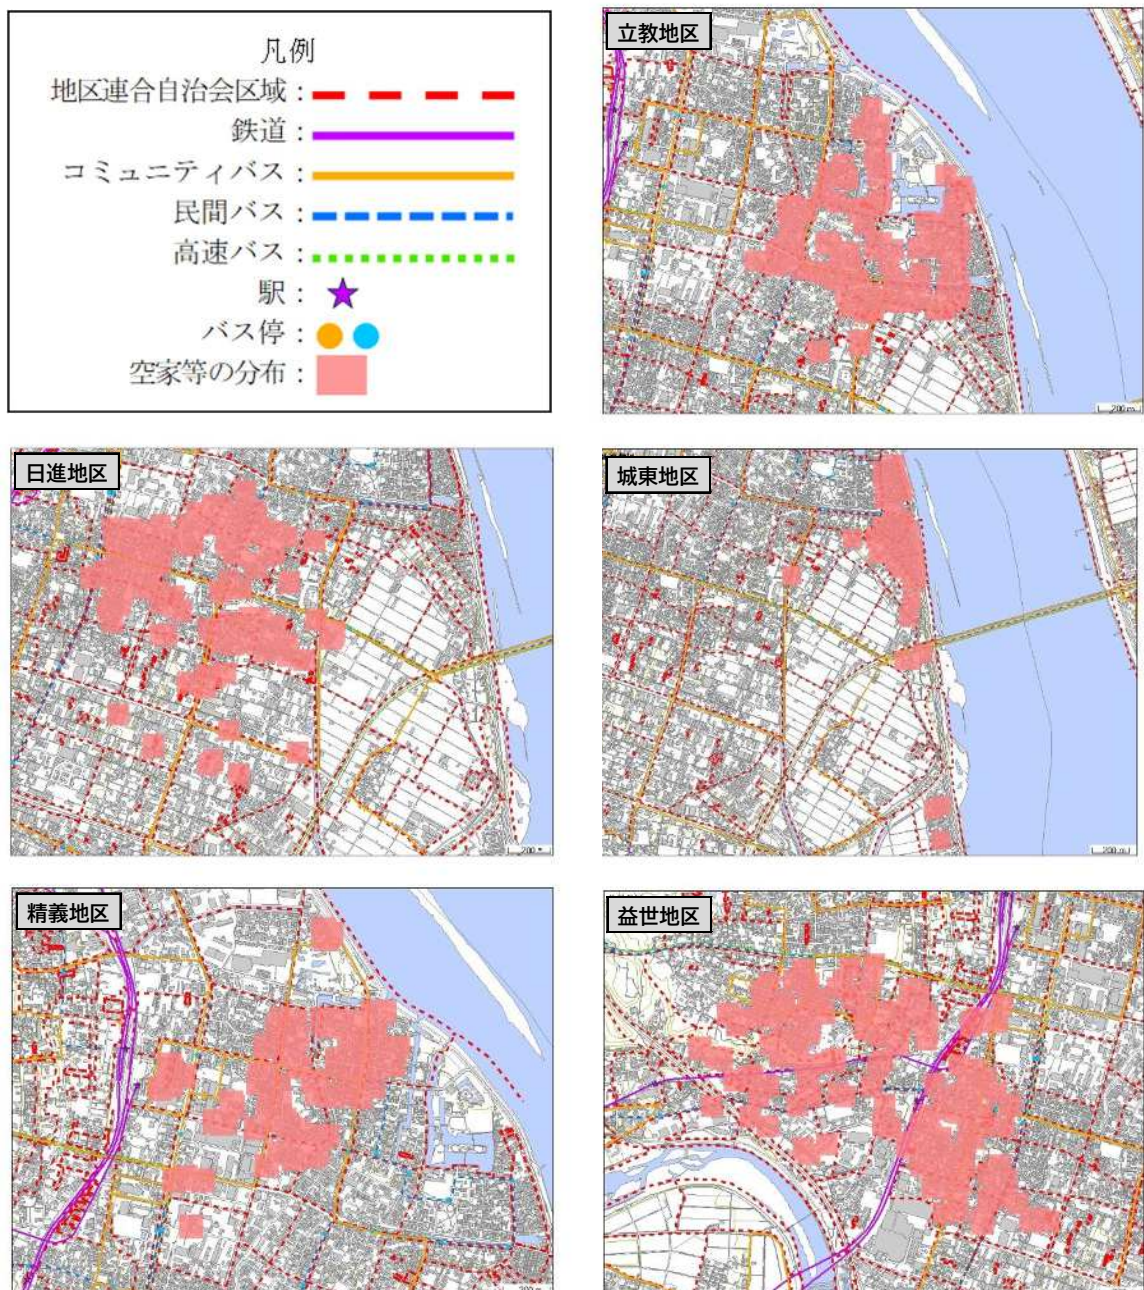 凡例
地区連合自治会区域：
鉄道：
コミュニティバス：
民間バス：
高速バス：
駅：
バス停：
空家等の分布：
立教地区
200 m
日進地区
200 m
城東地区
200 m
精義地区
益世地区